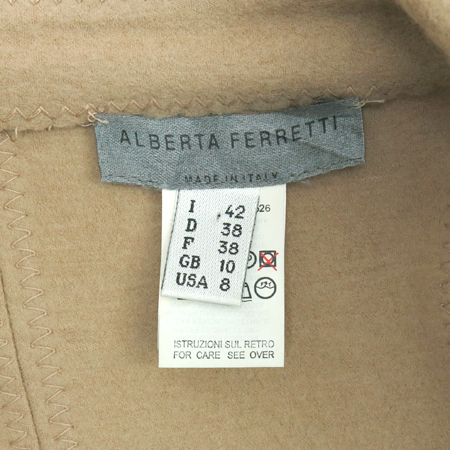 ALBERTA FERRETTI
MADE IN ITALY
I 42
D 38
F 38
GB 10
USA 8
ISTRUZIONI SUL RETRO
FOR CARE SEE OVER